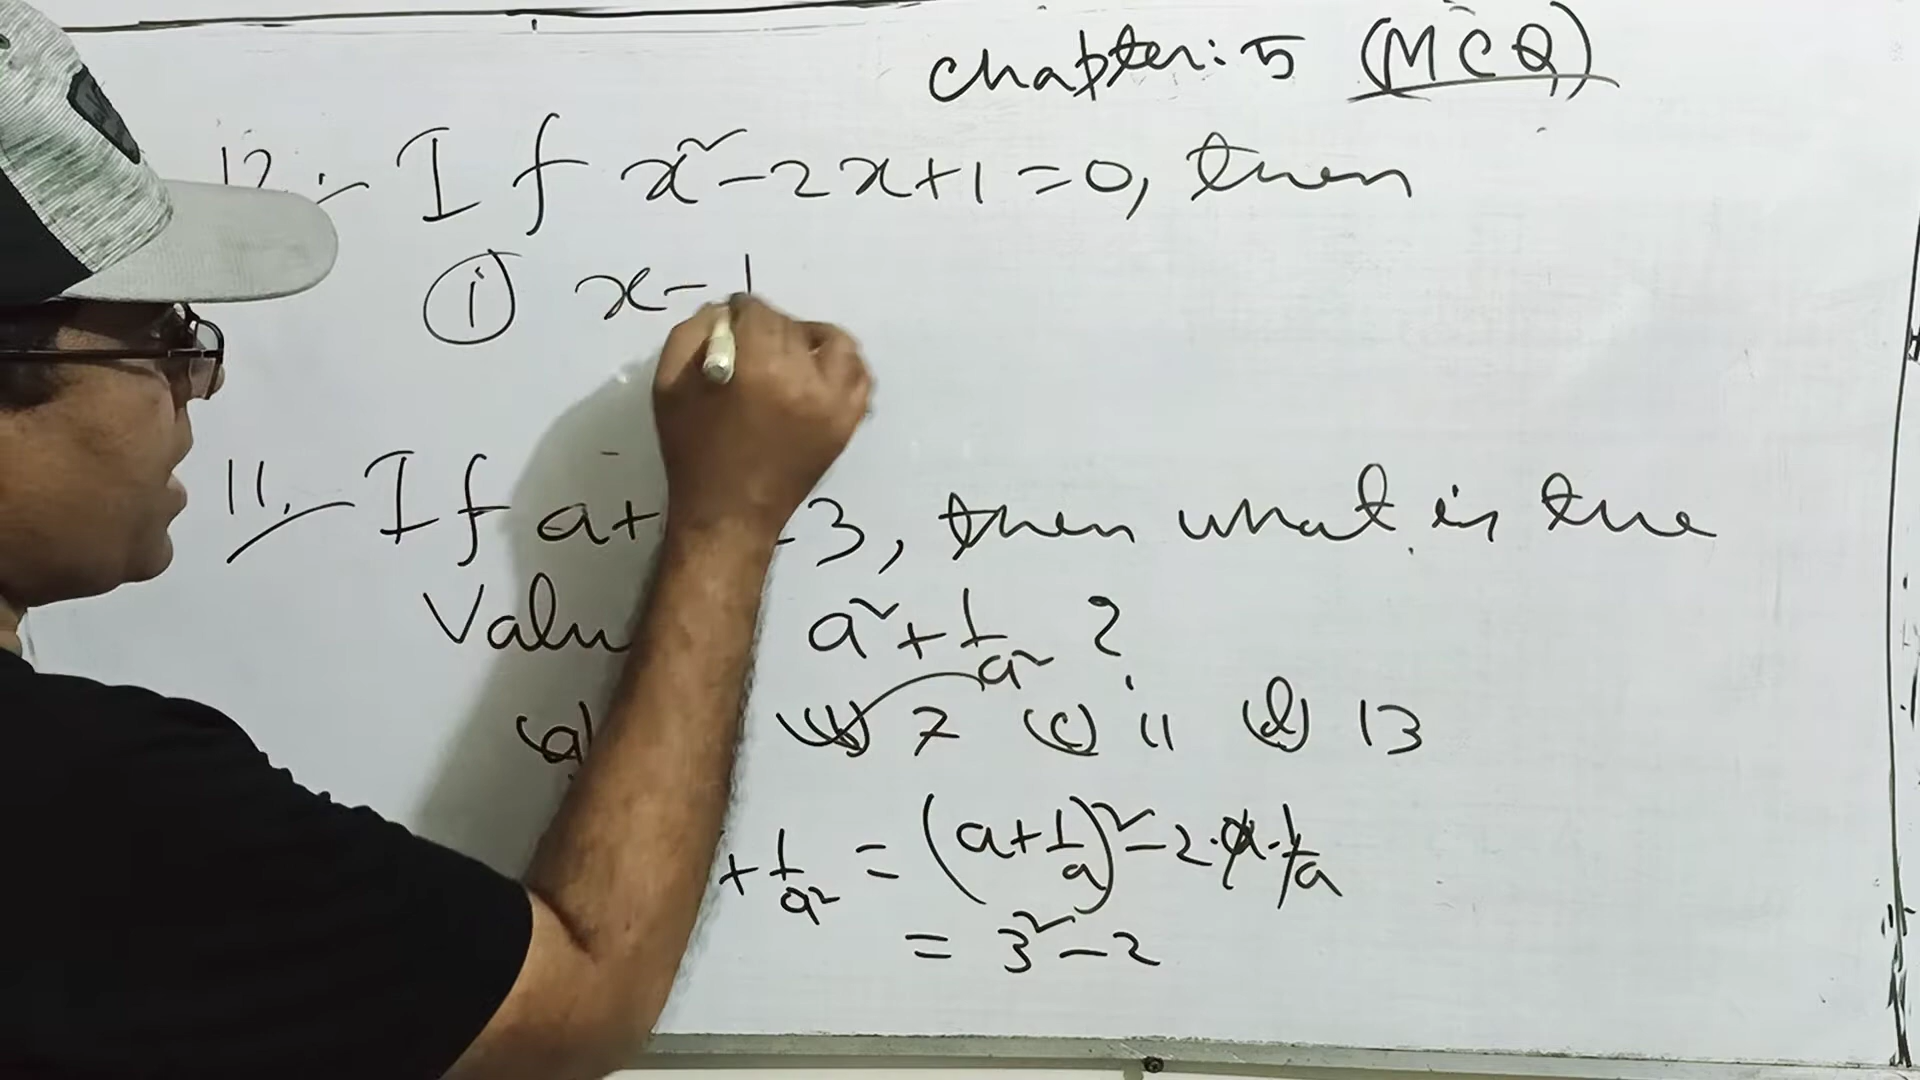 chapter: 5 (MCQ)
12.- If x²-2x+1=0, then
(i) x-1
11.- If a+ 3, then what is the
a²+1/a² ?
(a) (b) 7 (c) 11 (d) 13
+1/a² = (a+1/a)²-2.a.1/a
= 3²-2